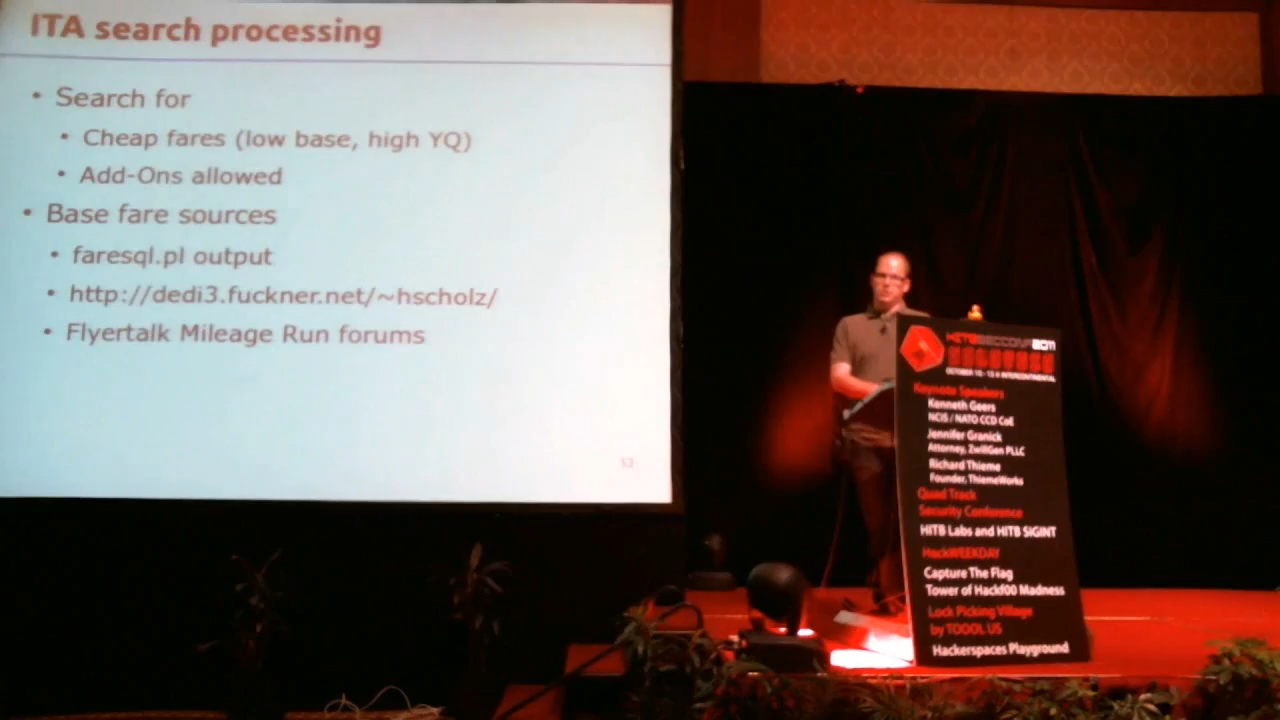 ITA search processing
• Search for
• Cheap fares (low base, high YQ)
• Add-Ons allowed
• Base fare sources
• faresql.pl output
• http://dedi3.fuckner.net/~hscholz/
• Flyertalk Mileage Run forums
HITBSECCONF2011
MALAYSIA
Keynote Speakers
Kenneth Geers
NCIS / NATO CCD CoE
Jennifer Granick
Attorney, ZwillGen PLLC
Richard Thieme
Founder, ThiemeWorks
Quad Track
Security Conference
HITB Labs and HITB SIGINT
HackWEEKDAY
Capture The Flag
Tower of Hackf00 Madness
Lock Picking Village
by TOOOL US
Hackerspaces Playground